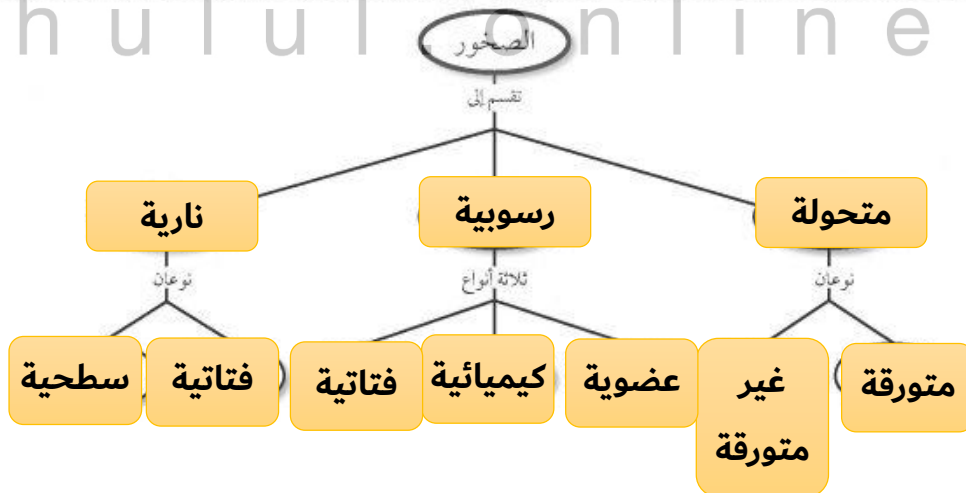 hulul.online
الصخور
تقسم إلى
متحولة
رسوبية
نارية
نوعان
ثلاثة أنواع
نوعان
متورقة
غير
متورقة
عضوية
كيميائية
فتاتية
فتاتية
سطحية